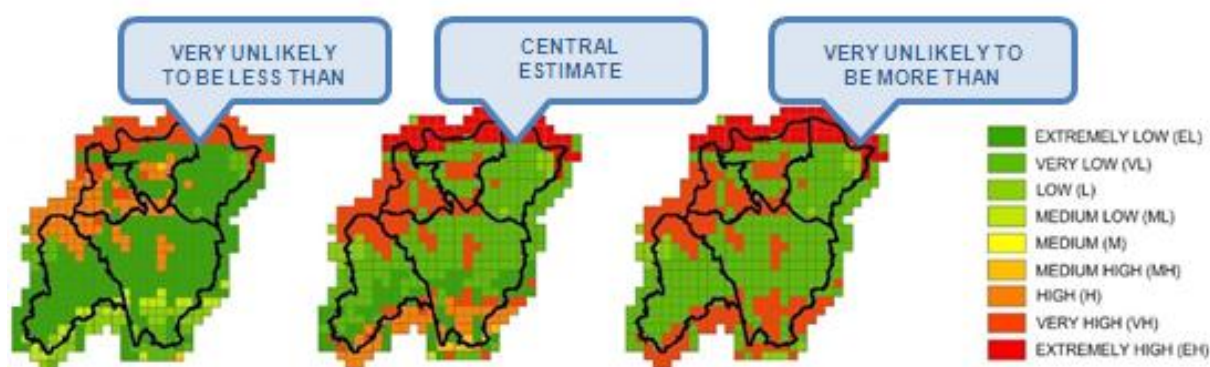 VERY UNLIKELY
TO BE LESS THAN
CENTRAL
ESTIMATE
VERY UNLIKELY TO
BE MORE THAN
EXTREMELY LOW (EL)
VERY LOW (VL)
LOW (L)
MEDIUM LOW (ML)
MEDIUM (M)
MEDIUM HIGH (MH)
HIGH (H)
VERY HIGH (VH)
EXTREMELY HIGH (EH)